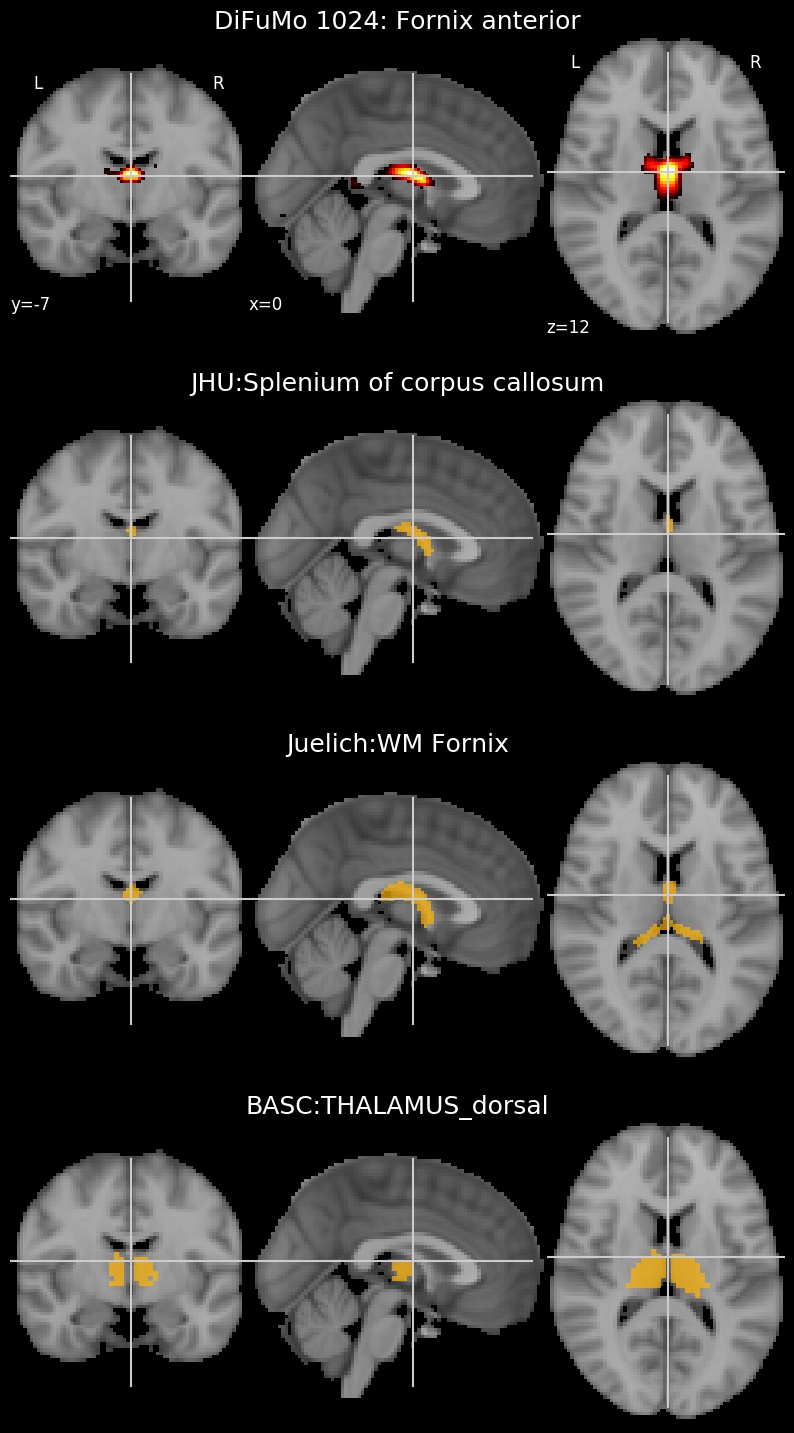 DiFuMo 1024: Fornix anterior
L R L R
y=-7 x=0 z=12
JHU:Splenium of corpus callosum
Juelich:WM Fornix
BASC:THALAMUS_dorsal